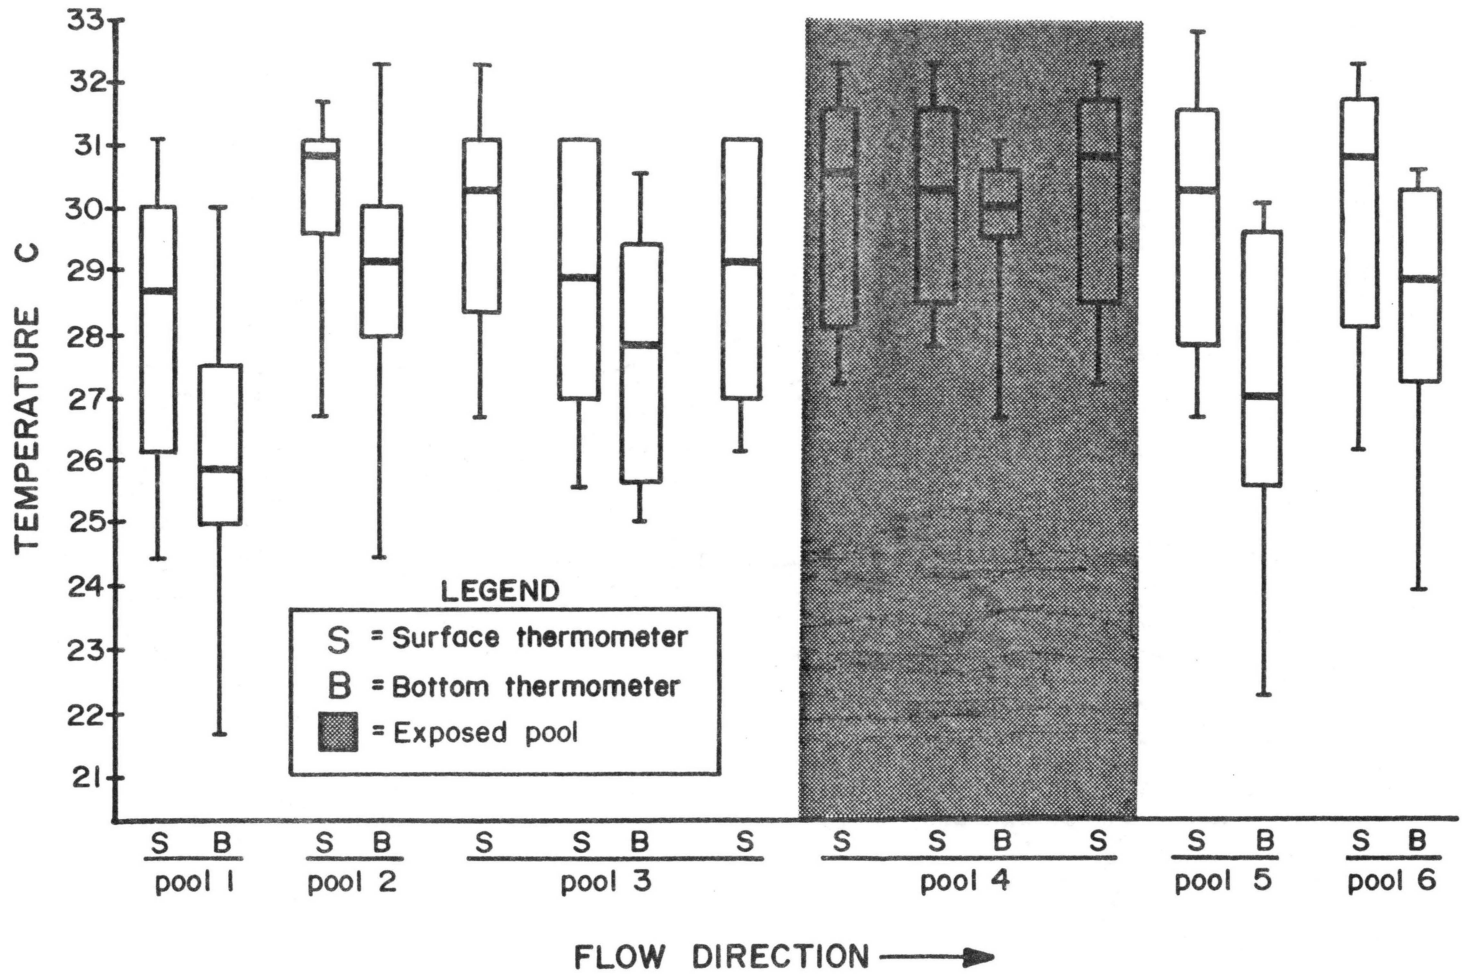 33
32
31
30
29
28
27
26
25
24
23
22
21
TEMPERATURE C
LEGEND
S = Surface thermometer
B = Bottom thermometer
= Exposed pool
S B S B S S B S S S B S S B S B
pool 1 pool 2 pool 3 pool 4 pool 5 pool 6
FLOW DIRECTION